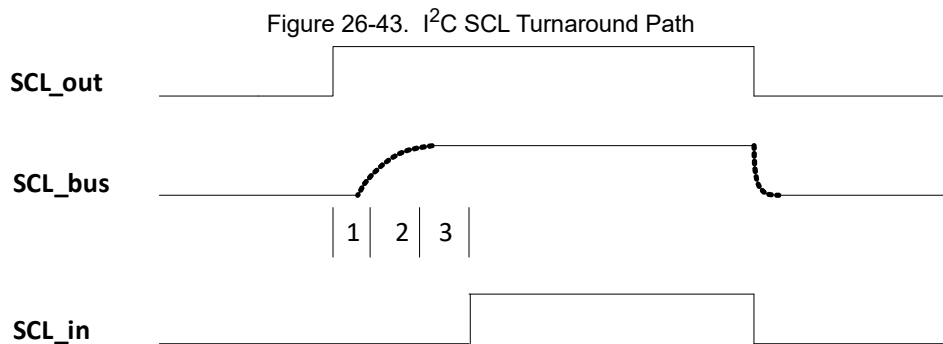 Figure 26-43. I²C SCL Turnaround Path
SCL_out
SCL_bus
1 2 3
SCL_in